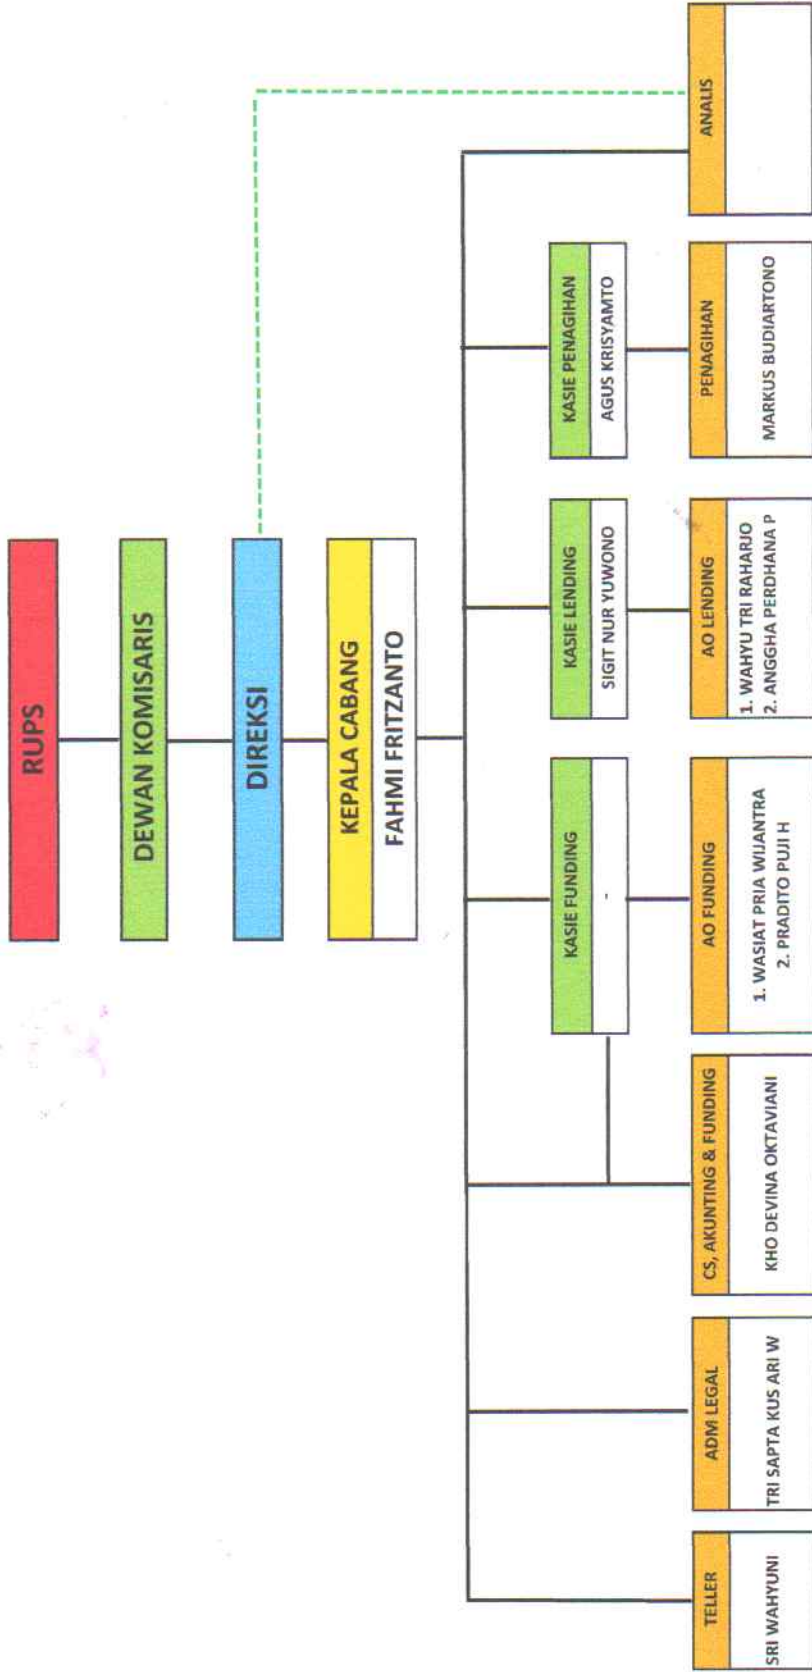 RUPS
DEWAN KOMISARIS
DIREKSI
KEPALA CABANG
FAHMI FRITZANTO
KASIE FUNDING
-
KASIE LENDING
SIGIT NUR YUWONO
KASIE PENAGIHAN
AGUS KRISYAMTO
TELLER
SRI WAHYUNI
ADM LEGAL
TRI SAPTA KUS ARI W
CS, AKUNTING & FUNDING
KHO DEVINA OKTAVIANI
AO FUNDING
1. WASIAT PRIA WIJANTRA
2. PRADITO PUJI H
AO LENDING
1. WAHYU TRI RAHARJO
2. ANGGHA PERDHANA P
PENAGIHAN
MARKUS BUDIARTONO
ANALIS